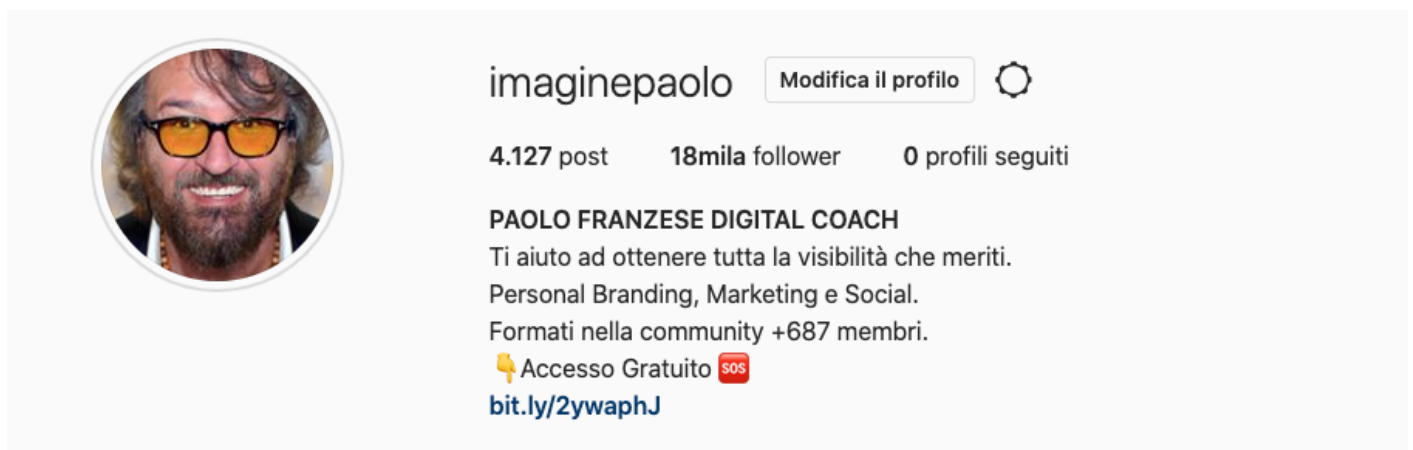 imaginepaolo Modifica il profilo
4.127 post 18mila follower 0 profili seguiti
PAOLO FRANZESE DIGITAL COACH
Ti aiuto ad ottenere tutta la visibilità che meriti.
Personal Branding, Marketing e Social.
Formati nella community +687 membri.
👇Accesso Gratuito 🆘
bit.ly/2ywaphJ